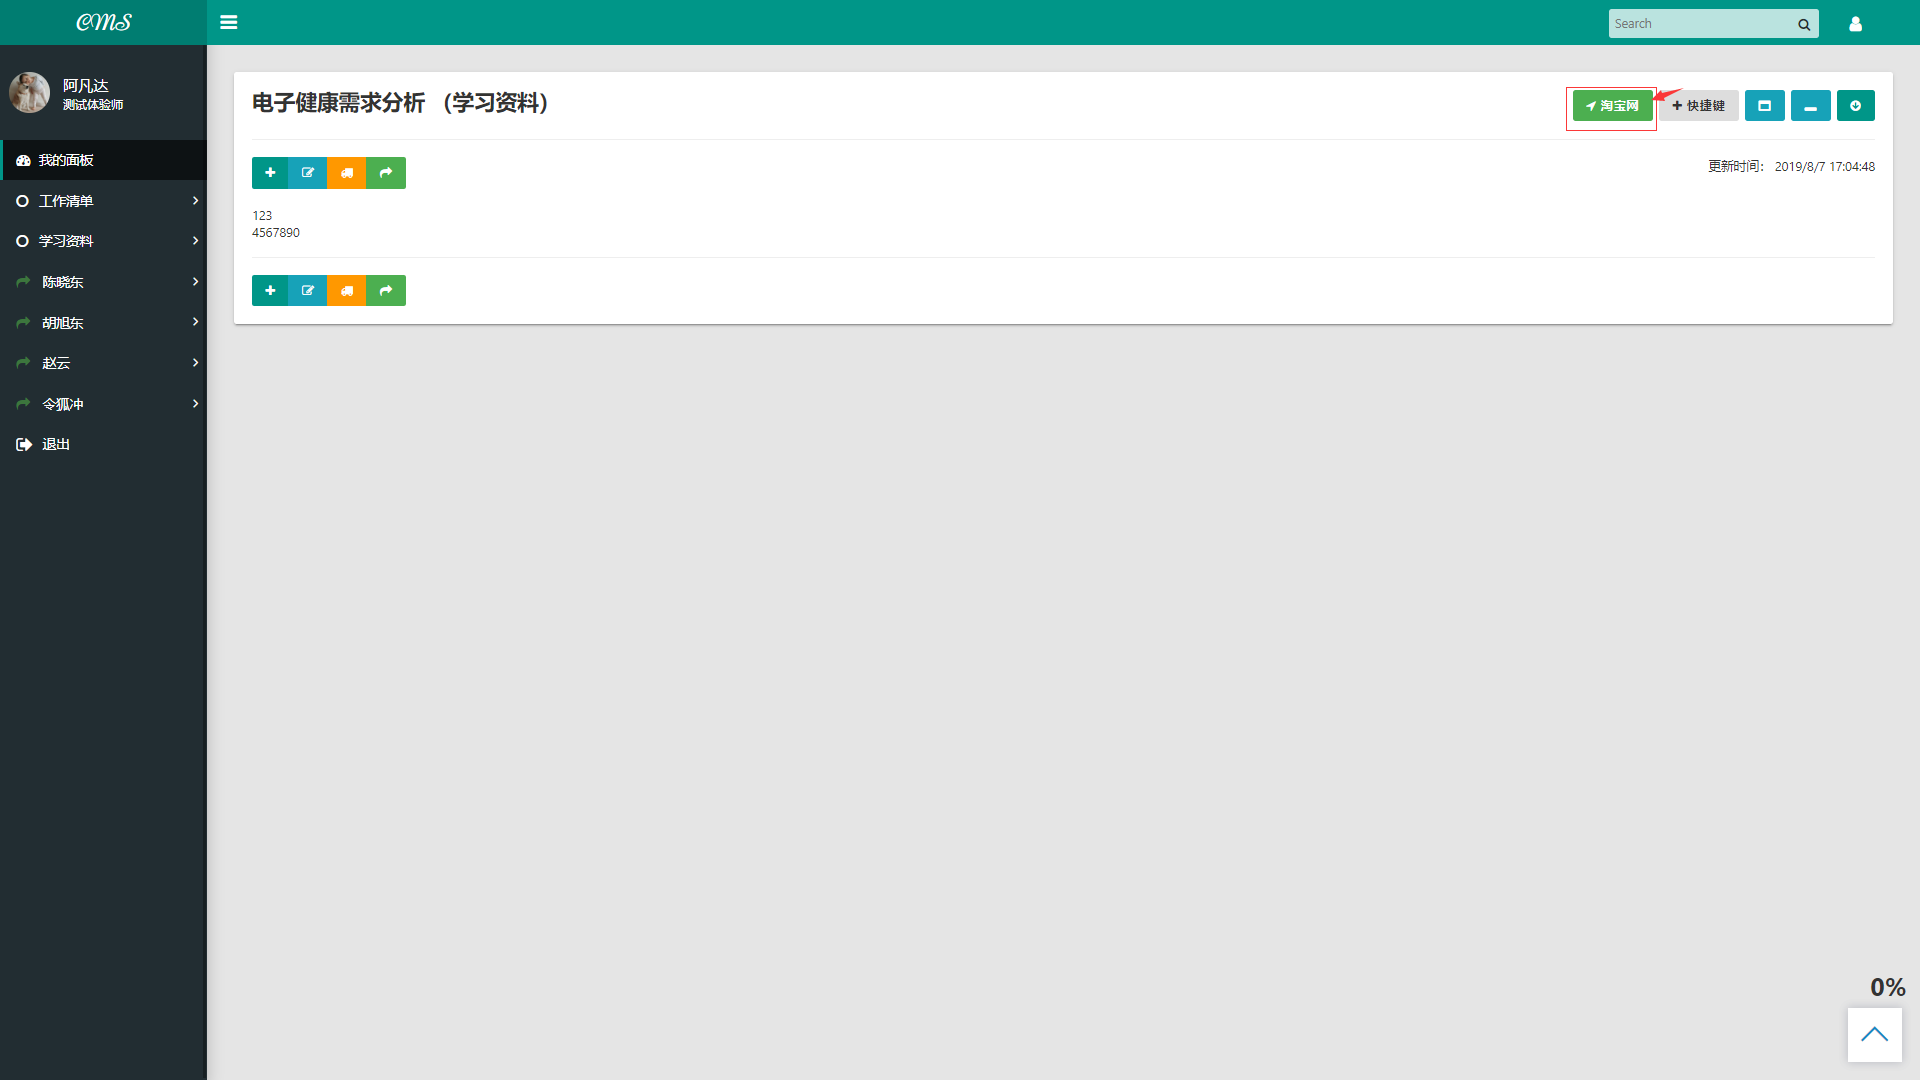 CMS
Search
阿凡达
测试体验师
我的面板
工作清单
学习资料
陈晓东
胡旭东
赵云
令狐冲
退出
电子健康需求分析 （学习资料）
淘宝网
快捷键
更新时间： 2019/8/7 17:04:48
123
4567890
0%